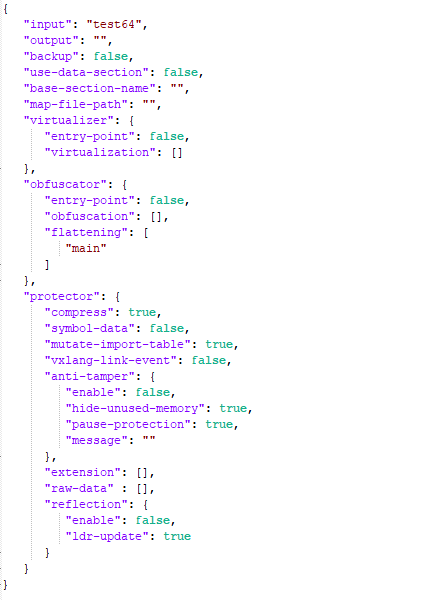 {
"input": "test64",
"output": "",
"backup": false,
"use-data-section": false,
"base-section-name": "",
"map-file-path": "",
"virtualizer": {
"entry-point": false,
"virtualization": []
},
"obfuscator": {
"entry-point": false,
"obfuscation": [],
"flattening": [
"main"
]
},
"protector": {
"compress": true,
"symbol-data": false,
"mutate-import-table": true,
"vxlang-link-event": false,
"anti-tamper": {
"enable": false,
"hide-unused-memory": true,
"pause-protection": true,
"message": ""
},
"extension": [],
"raw-data" : [],
"reflection": {
"enable": false,
"ldr-update": true
}
}
}